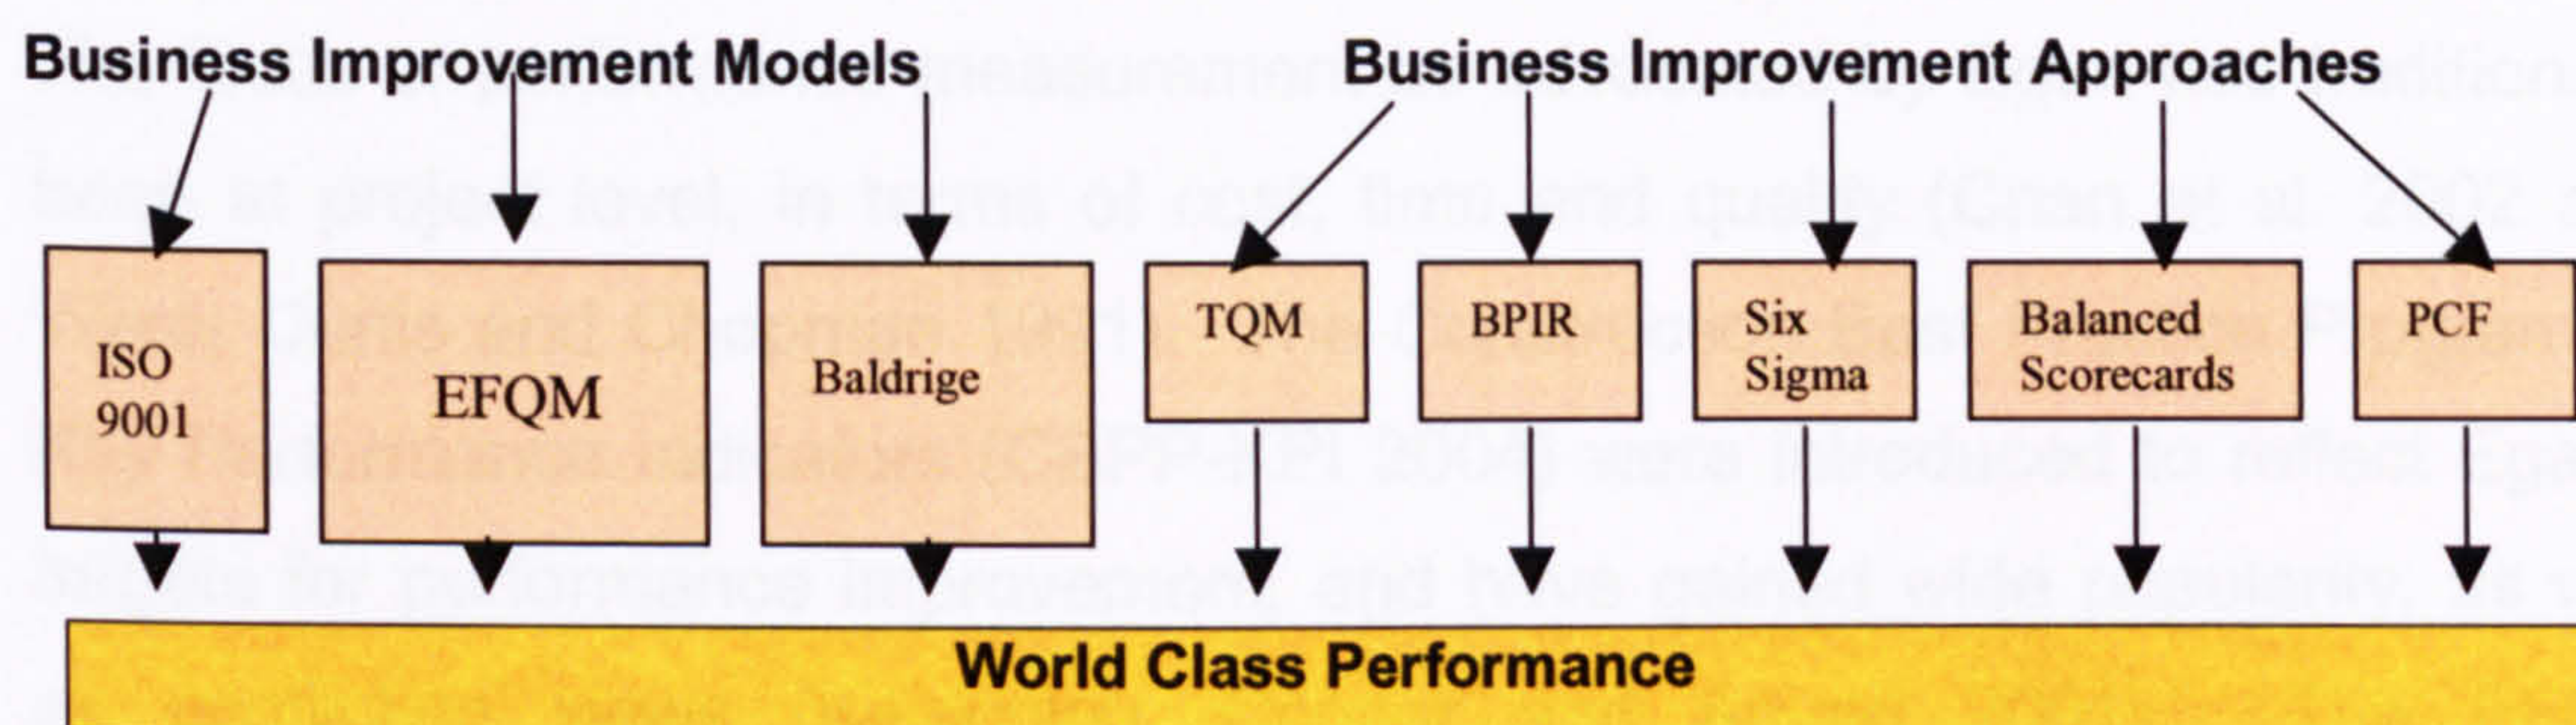 Business Improvement Models
Business Improvement Approaches
ISO
9001
EFQM
Baldrige
TQM
BPIR
Six
Sigma
Balanced
Scorecards
PCF
World Class Performance